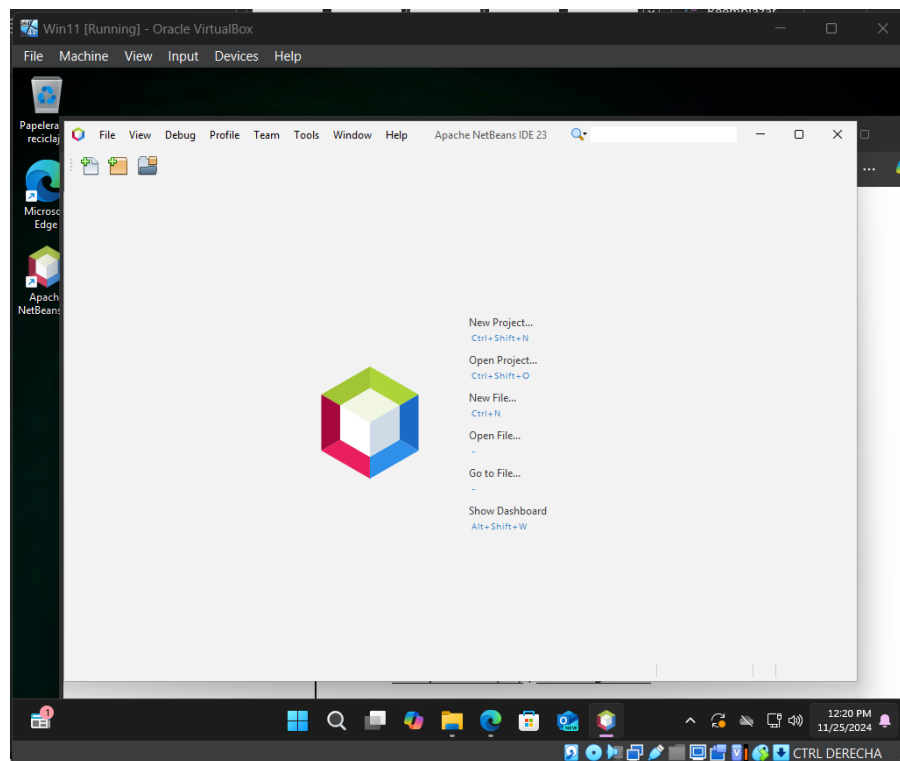 Reemplazar
Win11 [Running] - Oracle VirtualBox
File Machine View Input Devices Help
Papelera
reciclaj
File View Debug Profile Team Tools Window Help Apache NetBeans IDE 23
Microso
Edge
Apach
NetBeans
New Project...
Ctrl+Shift+N
Open Project...
Ctrl+Shift+O
New File...
Ctrl+N
Open File...
-
Go to File...
-
Show Dashboard
Alt+Shift+W
1
12:20 PM
11/25/2024
CTRL DERECHA